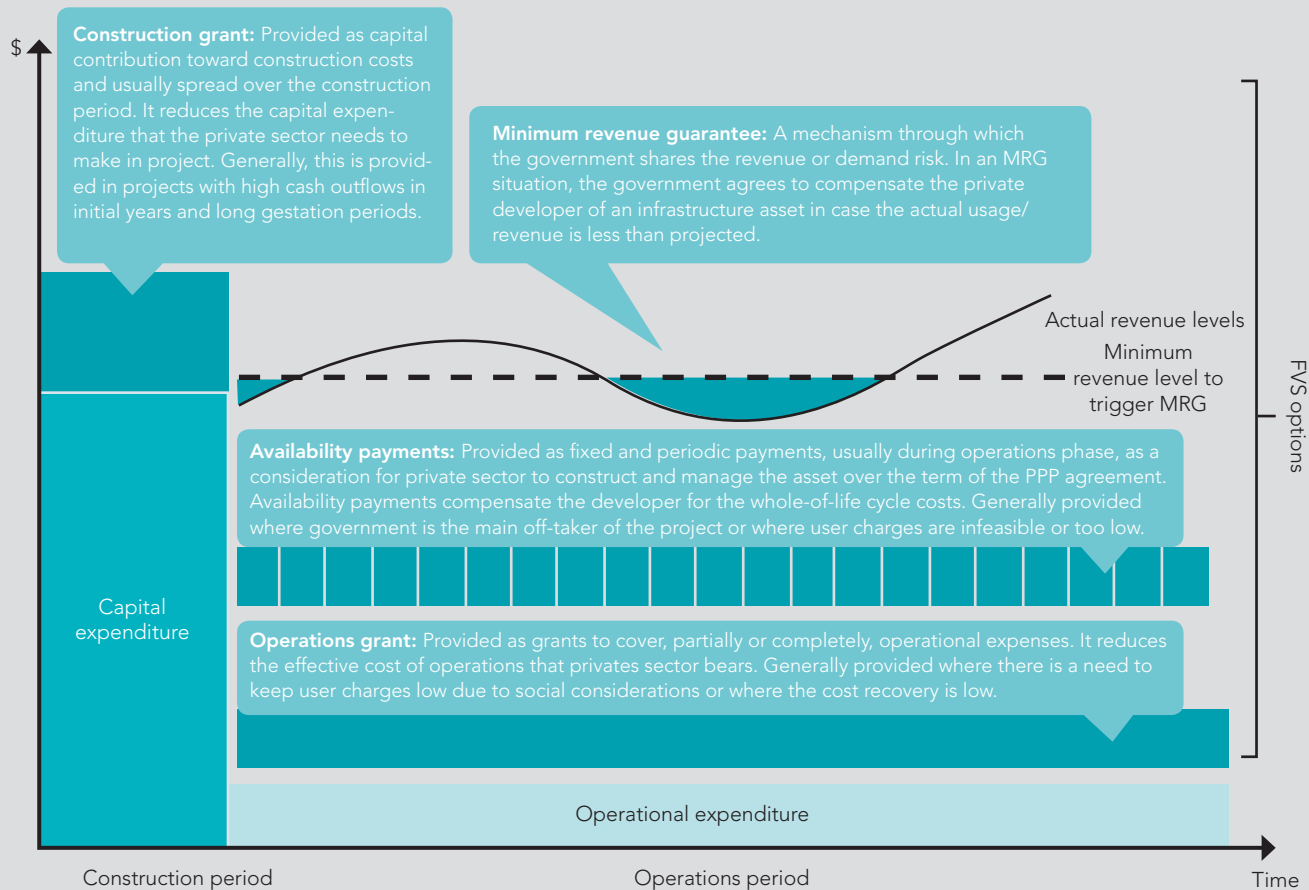 $
Construction grant: Provided as capital
contribution toward construction costs
and usually spread over the construction
period. It reduces the capital expen-
diture that the private sector needs to
make in project. Generally, this is provid-
ed in projects with high cash outflows in
initial years and long gestation periods.
Minimum revenue guarantee: A mechanism through which
the government shares the revenue or demand risk. In an MRG
situation, the government agrees to compensate the private
developer of an infrastructure asset in case the actual usage/
revenue is less than projected.
Actual revenue levels
Minimum
revenue level to
trigger MRG
FVS options
Availability payments: Provided as fixed and periodic payments, usually during operations phase, as a
consideration for private sector to construct and manage the asset over the term of the PPP agreement.
Availability payments compensate the developer for the whole-of-life cycle costs. Generally provided
where government is the main off-taker of the project or where user charges are infeasible or too low.
Capital
expenditure
Operations grant: Provided as grants to cover, partially or completely, operational expenses. It reduces
the effective cost of operations that privates sector bears. Generally provided where there is a need to
keep user charges low due to social considerations or where the cost recovery is low.
Operational expenditure
Construction period
Operations period
Time